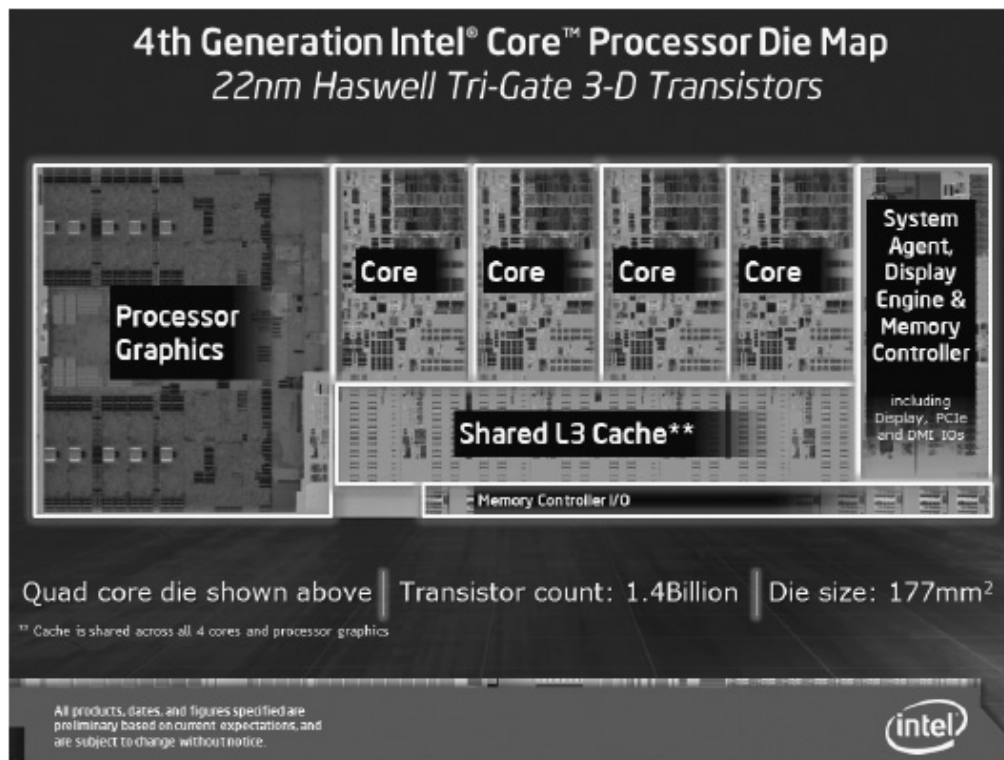 4th Generation Intel® Core™ Processor Die Map
22nm Haswell Tri-Gate 3-D Transistors
Processor
Graphics
Core
Core
Core
Core
System
Agent,
Display
Engine &
Memory
Controller
including
Display, PCIe
and DMI IOs
Shared L3 Cache**
Memory Controller I/O
Quad core die shown above | Transistor count: 1.4Billion | Die size: 177mm²
** Cache is shared across all 4 cores and processor graphics
All products, dates, and figures specified are
preliminary based on current expectations, and
are subject to change without notice.
intel